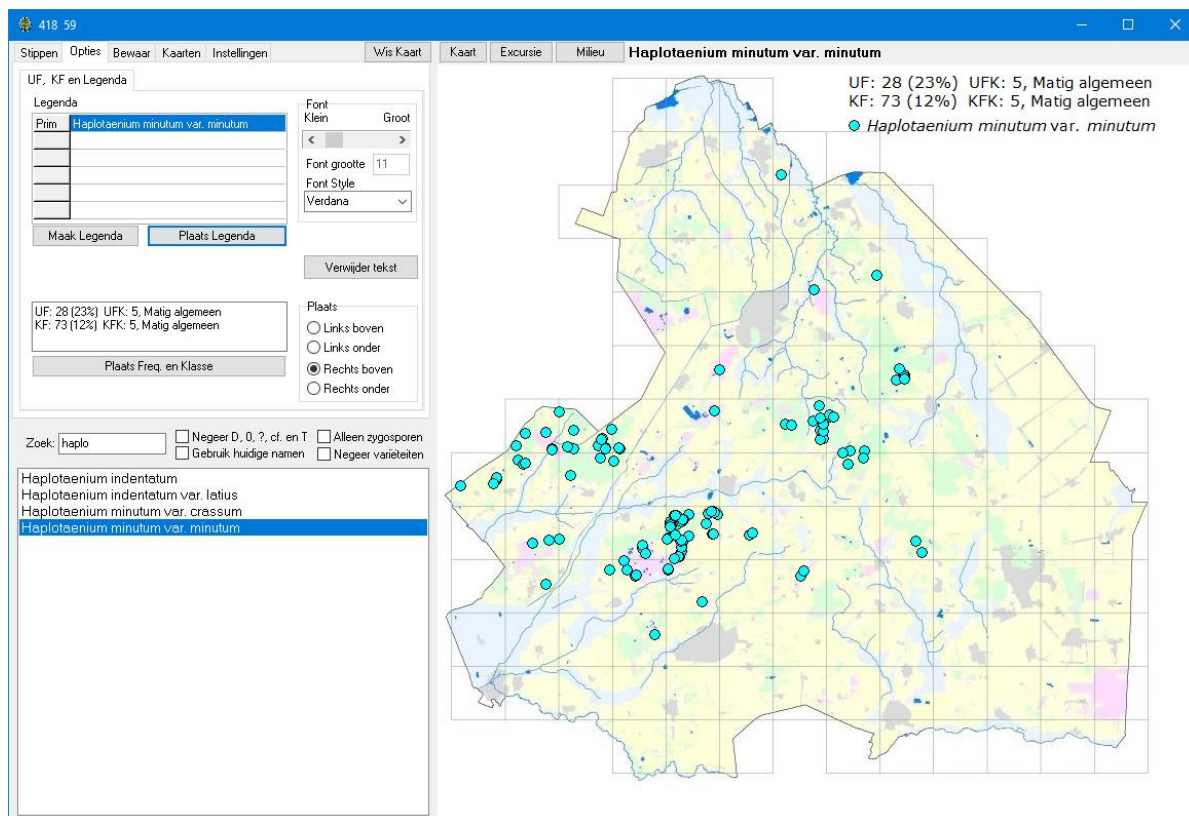 418 59
Stippen Opties Bewaar Kaarten Instellingen Wis Kaart
Kaart Excursie Milieu Haplotaenium minutum var. minutum
UF, KF en Legenda
Legenda
Prim Haplotaenium minutum var. minutum
Maak Legenda Plaats Legenda
Font
Klein Groot
Font grootte 11
Font Style
Verdana
Verwijder tekst
UF: 28 (23%) UFK: 5, Matig algemeen
KF: 73 (12%) KFK: 5, Matig algemeen
Plaats Freq. en Klasse
Plaats
Links boven
Links onder
Rechts boven
Rechts onder
Zoek: haplo
Negeer D, 0, ?, cf. en T Alleen zygosporen
Gebruik huidige namen Negeer variëteiten
Haplotaenium indentatum
Haplotaenium indentatum var. latius
Haplotaenium minutum var. crassum
Haplotaenium minutum var. minutum
UF: 28 (23%) UFK: 5, Matig algemeen
KF: 73 (12%) KFK: 5, Matig algemeen
Haplotaenium minutum var. minutum